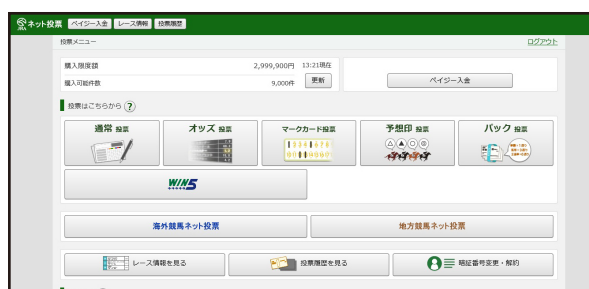 JRA ネット投票 ペイジー入金 レース情報 投票履歴
投票メニュー ログアウト
購入限度額 2,999,900円 13:21現在
購入可能件数 9,000件 更新 ペイジー入金
投票はこちらから ?
通常 投票 オッズ 投票 マークカード投票 予想印 投票 パック 投票
WIN5
海外競馬ネット投票 地方競馬ネット投票
レース情報を見る 投票履歴を見る 暗証番号変更・解約